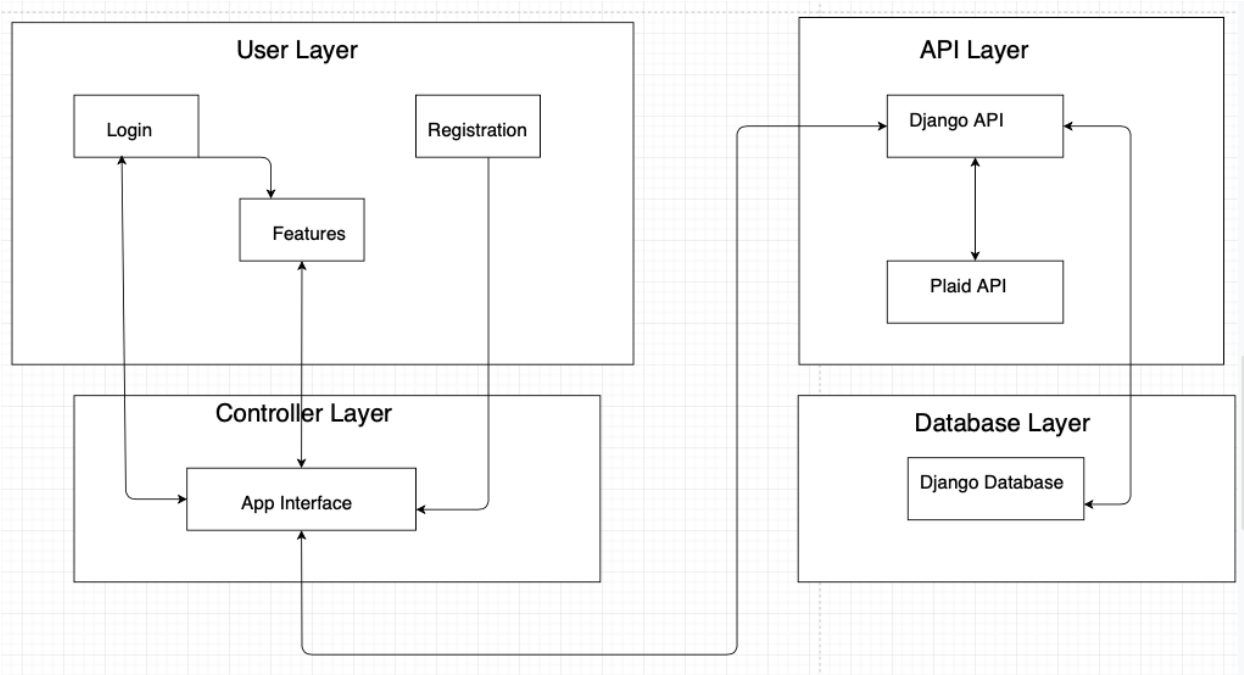 User Layer
Login
Registration
Features
Controller Layer
App Interface
API Layer
Django API
Plaid API
Database Layer
Django Database